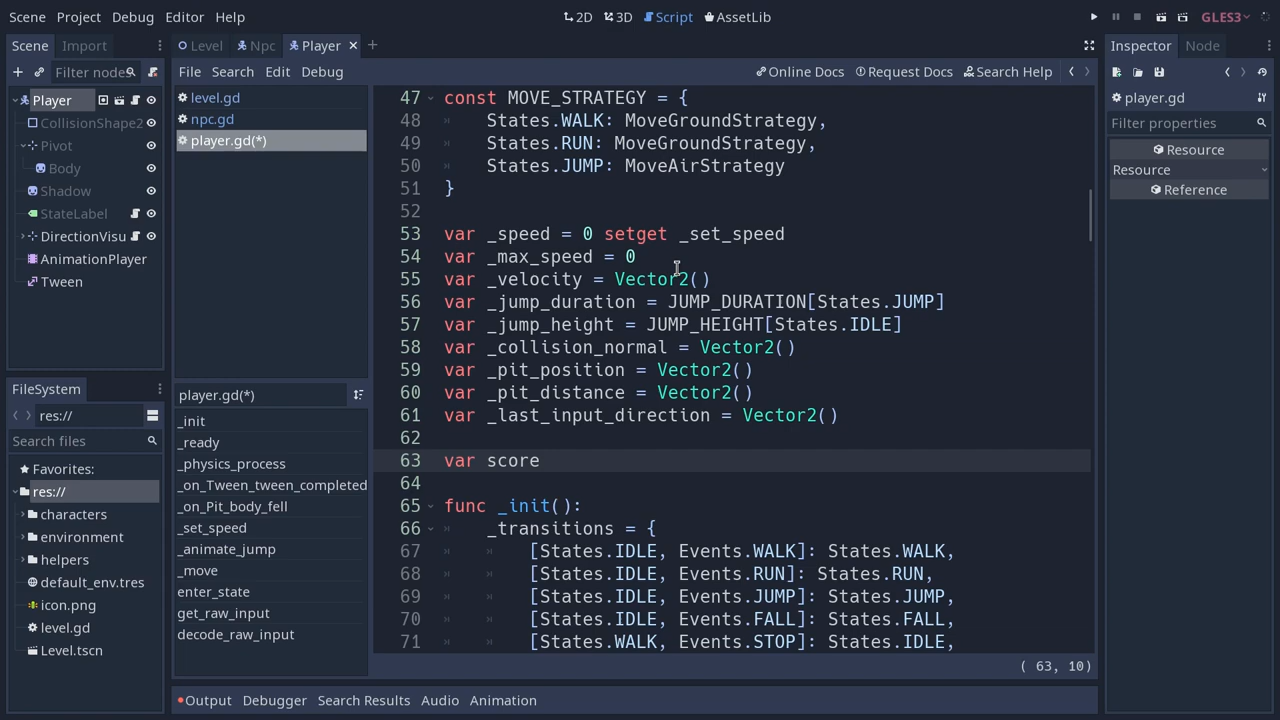 Scene Project Debug Editor Help
2D 3D Script AssetLib
GLES3
Scene Import
Level Npc Player
Inspector Node
Filter nodes
File Search Edit Debug
Online Docs Request Docs Search Help
player.gd
Filter properties
Resource
Resource
Reference
Player
CollisionShape2
Pivot
Body
Shadow
StateLabel
DirectionVisu
AnimationPlayer
Tween
FileSystem
res://
Search files
Favorites:
res://
characters
environment
helpers
default_env.tres
icon.png
level.gd
Level.tscn
level.gd
npc.gd
player.gd(*)
player.gd(*)
_init
_ready
_physics_process
_on_Tween_tween_completed
_on_Pit_body_fell
_set_speed
_animate_jump
_move
enter_state
get_raw_input
decode_raw_input
47 const MOVE_STRATEGY = {
48 States.WALK: MoveGroundStrategy,
49 States.RUN: MoveGroundStrategy,
50 States.JUMP: MoveAirStrategy
51 }
52
53 var _speed = 0 setget _set_speed
54 var _max_speed = 0
55 var _velocity = Vector2()
56 var _jump_duration = JUMP_DURATION[States.JUMP]
57 var _jump_height = JUMP_HEIGHT[States.IDLE]
58 var _collision_normal = Vector2()
59 var _pit_position = Vector2()
60 var _pit_distance = Vector2()
61 var _last_input_direction = Vector2()
62
63 var score
64
65 func _init():
66 _transitions = {
67 [States.IDLE, Events.WALK]: States.WALK,
68 [States.IDLE, Events.RUN]: States.RUN,
69 [States.IDLE, Events.JUMP]: States.JUMP,
70 [States.IDLE, Events.FALL]: States.FALL,
71 [States.WALK, Events.STOP]: States.IDLE,
( 63, 10)
Output Debugger Search Results Audio Animation